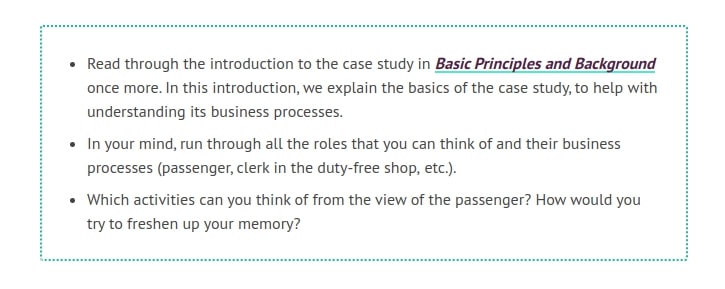 • Read through the introduction to the case study in Basic Principles and Background
once more. In this introduction, we explain the basics of the case study, to help with
understanding its business processes.
• In your mind, run through all the roles that you can think of and their business
processes (passenger, clerk in the duty-free shop, etc.).
• Which activities can you think of from the view of the passenger? How would you
try to freshen up your memory?